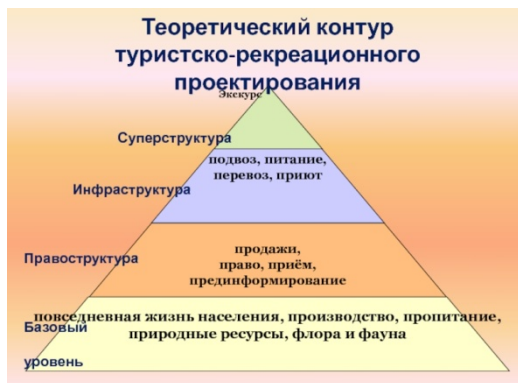 Теоретический контур
туристско-рекреационного
проектирования
Экскурс
Суперструктура
подвоз, питание,
перевоз, приют
Инфраструктура
Правоструктура
продажи,
право, приём,
прединформирование
повседневная жизнь населения, производство, пропитание,
природные ресурсы, флора и фауна
Базовый
уровень